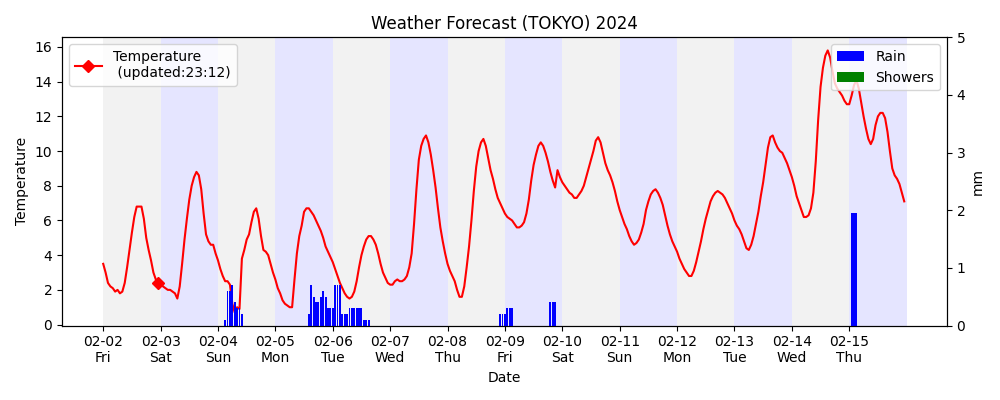 Weather Forecast (TOKYO) 2024
Temperature
(updated:23:12)
Rain
Showers
Temperature
16
14
12
10
8
6
4
2
0
5
4
3
2
1
0
mm
02-02 02-03 02-04 02-05 02-06 02-07 02-08 02-09 02-10 02-11 02-12 02-13 02-14 02-15
Fri Sat Sun Mon Tue Wed Thu Fri Sat Sun Mon Tue Wed Thu
Date